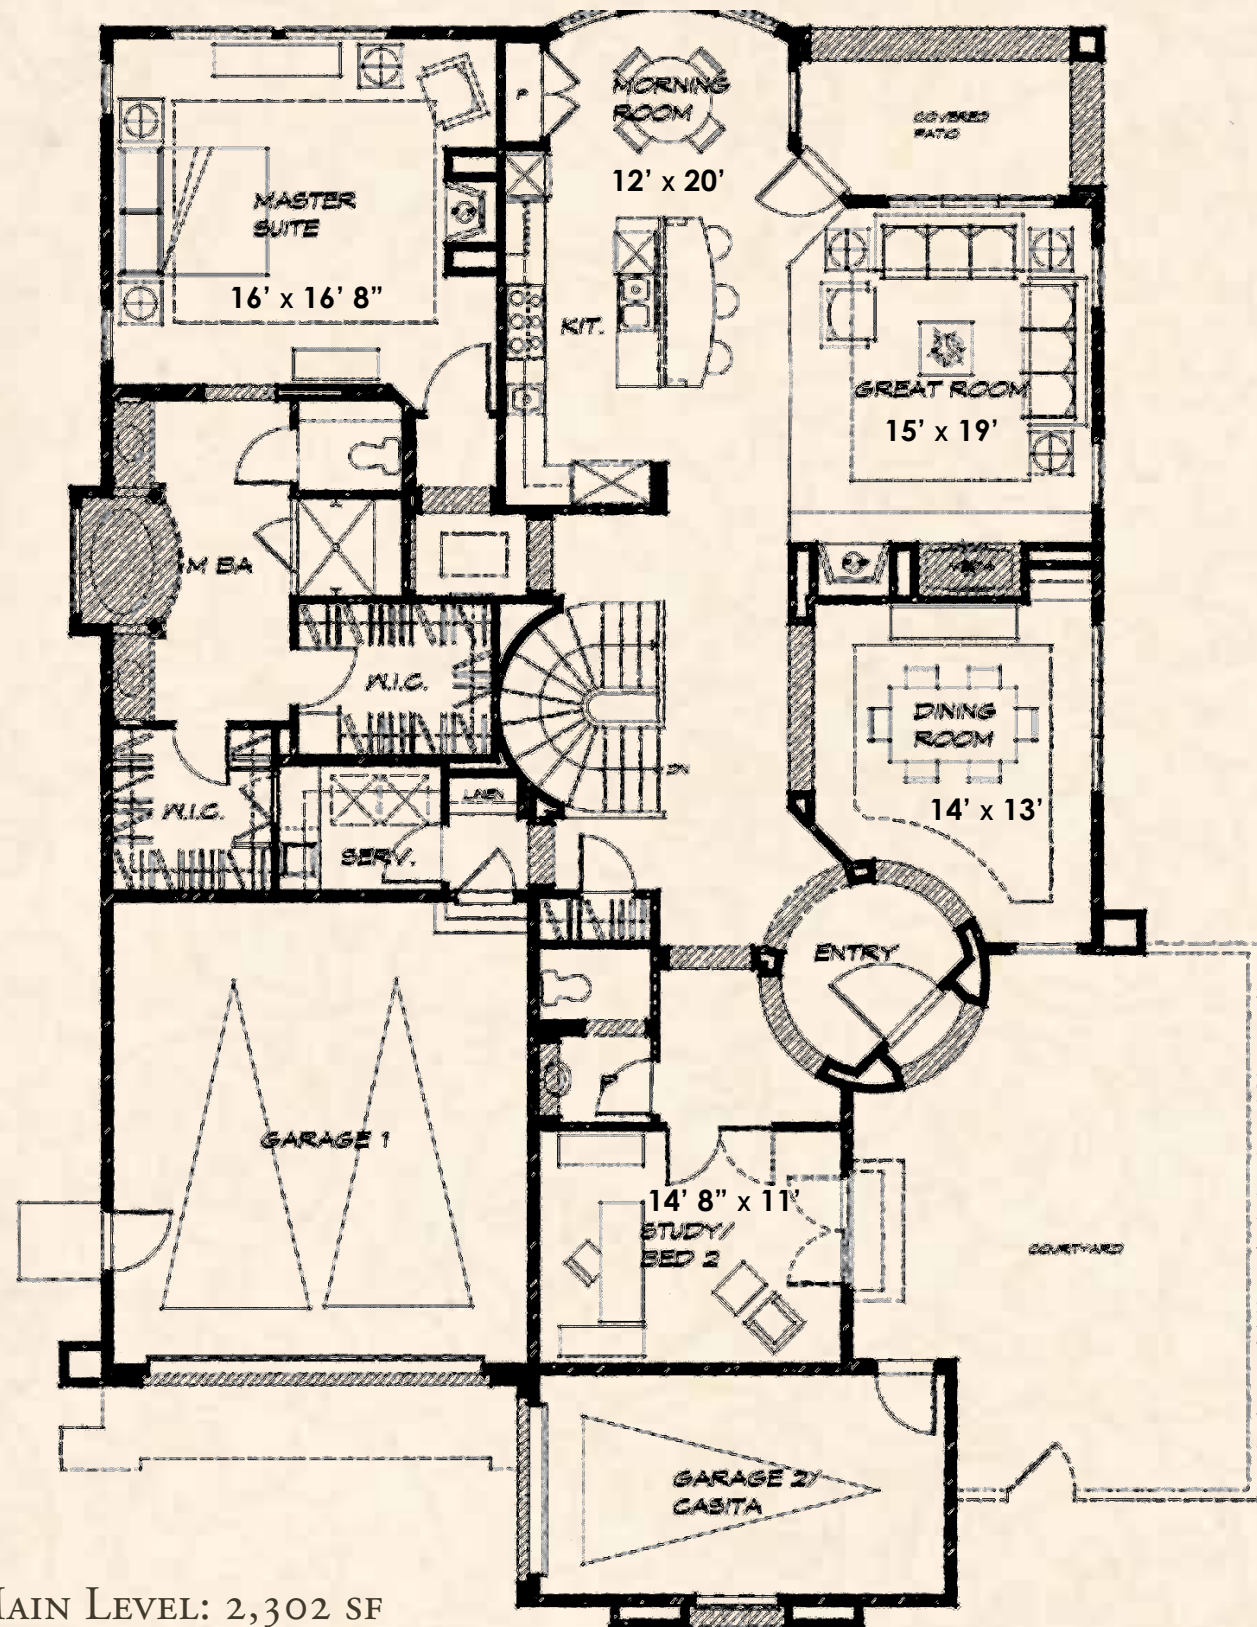 MORNING
ROOM
12' x 20'
P
COVERED
PATIO
MASTER
SUITE
16' x 16' 8”
KIT.
GREAT ROOM
15' x 19'
M BA
W.I.C.
DINING
ROOM
14' x 13'
DN
LINEN
W.I.C.
SERV.
ENTRY
P
GARAGE 1
14' 8” x 11'
STUDY/
BED 2
COURTYARD
GARAGE 2/
CASITA
MAIN LEVEL: 2,302 SF